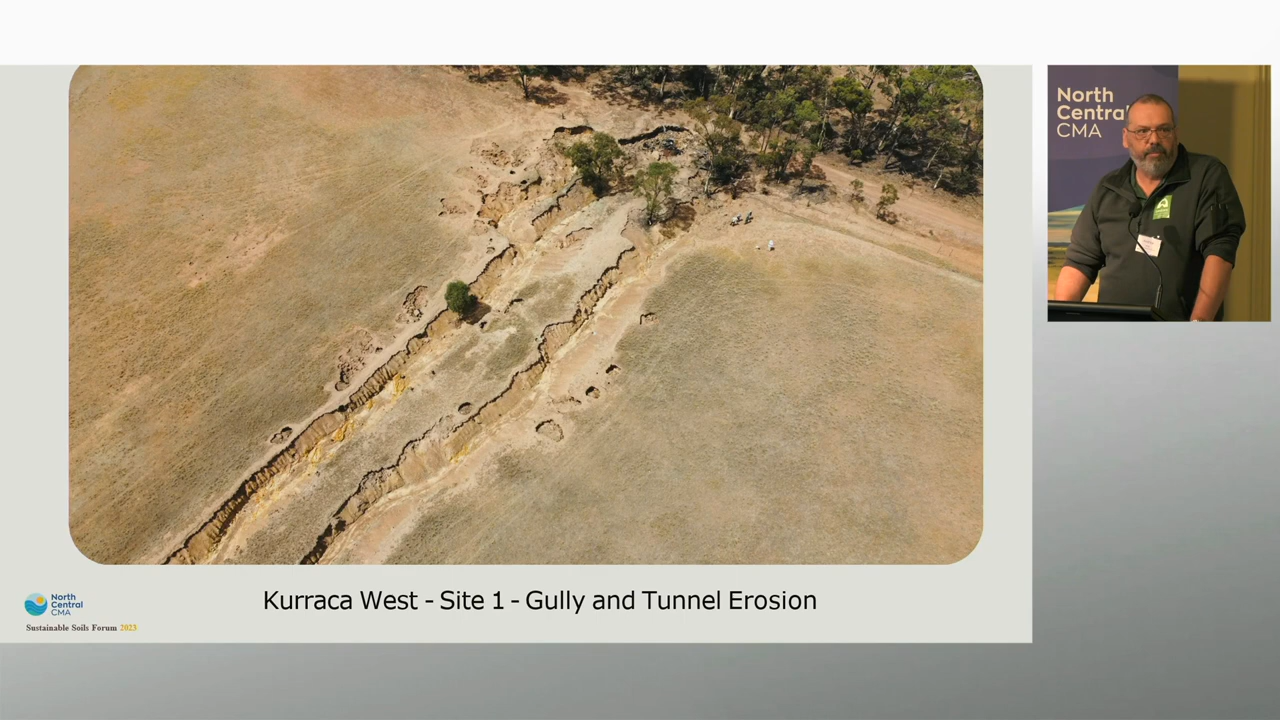 North
Central
CMA
Kurraca West - Site 1 - Gully and Tunnel Erosion
North
Central
CMA
Sustainable Soils Forum 2023